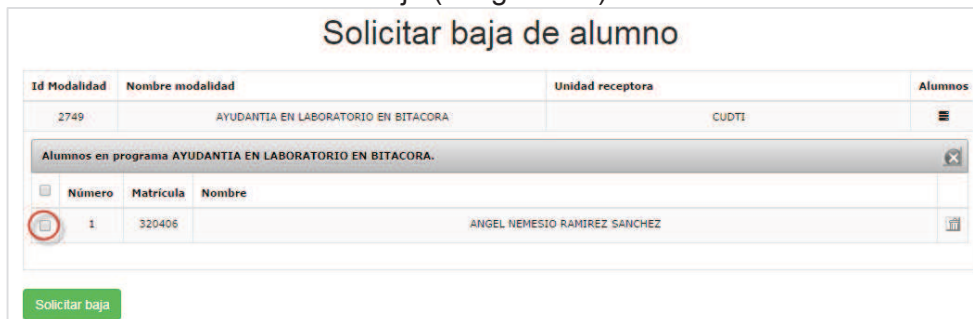 Solicitar baja de alumno
Id Modalidad Nombre modalidad Unidad receptora Alumnos
2749 AYUDANTIA EN LABORATORIO EN BITACORA CUDTI
Alumnos en programa AYUDANTIA EN LABORATORIO EN BITACORA.
Número Matrícula Nombre
1 320406 ANGEL NEMESIO RAMIREZ SANCHEZ
Solicitar baja